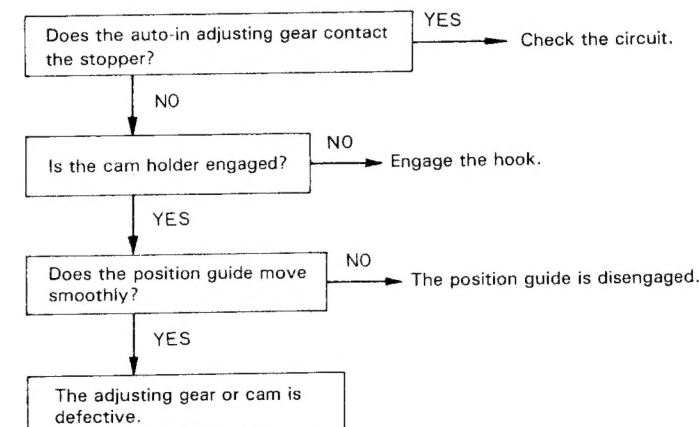 Does the auto-in adjusting gear contact
the stopper?
YES
Check the circuit.
NO
Is the cam holder engaged?
NO
Engage the hook.
YES
Does the position guide move
smoothly?
NO
The position guide is disengaged.
YES
The adjusting gear or cam is
defective.